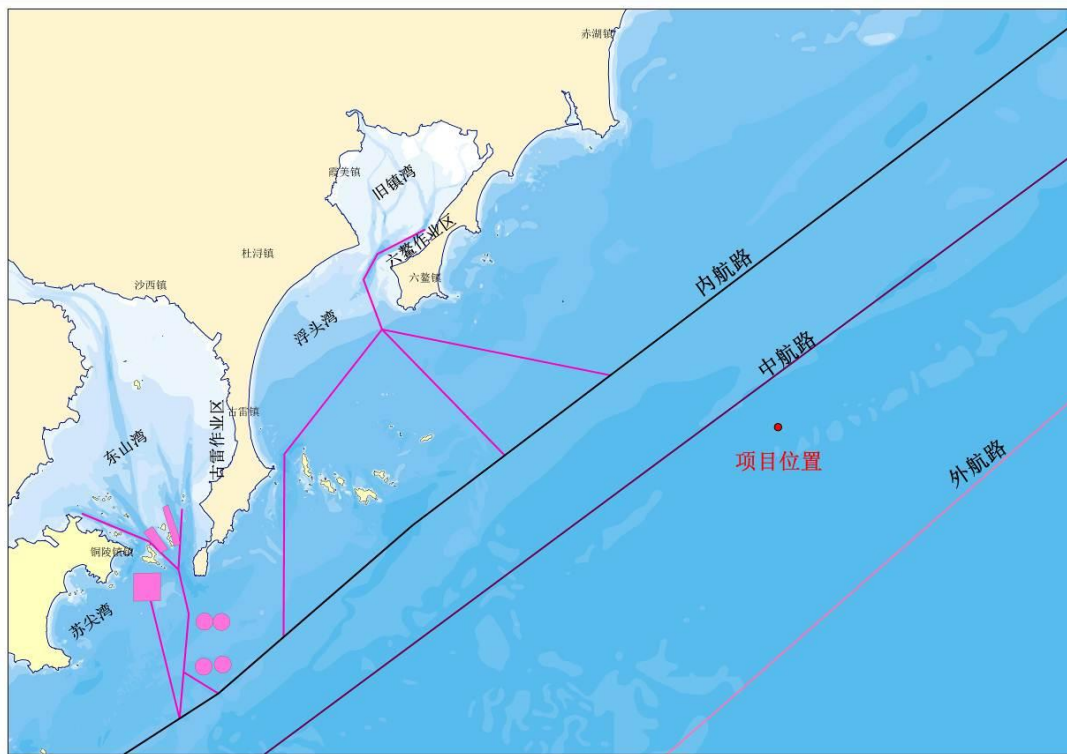 赤湖镇
霞美镇
旧镇湾
六鳌作业区
杜浔镇
六鳌镇
沙西镇
浮头湾
内航路
中航路
古雷镇
古雷作业区
东山湾
项目位置
外航路
铜陵镇镇
苏尖湾